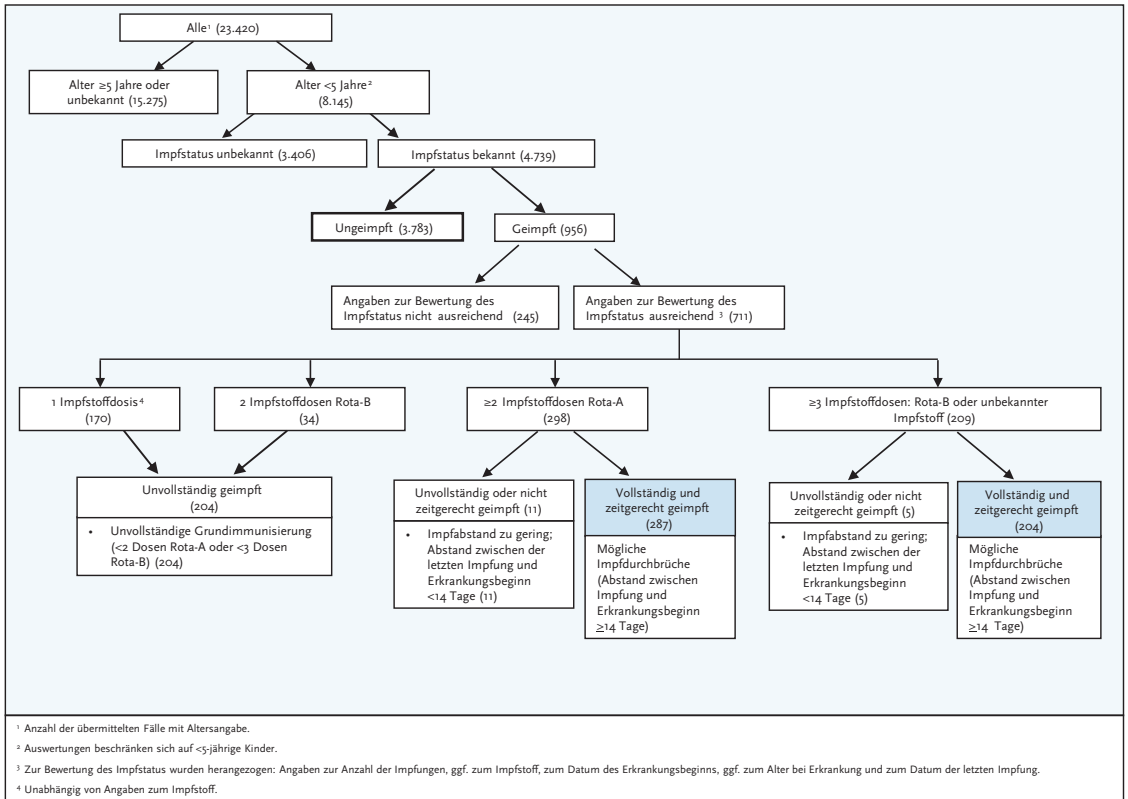 Alle¹ (23.420)
Alter ≥5 Jahre oder
unbekannt (15.275)
Alter <5 Jahre²
(8.145)
Impfstatus unbekannt (3.406)
Impfstatus bekannt (4.739)
Ungeimpft (3.783)
Geimpft (956)
Angaben zur Bewertung des
Impfstatus nicht ausreichend (245)
Angaben zur Bewertung des
Impfstatus ausreichend ³ (711)
1 Impfstoffdosis⁴
(170)
2 Impfstoffdosen Rota-B
(34)
≥2 Impfstoffdosen Rota-A
(298)
≥3 Impfstoffdosen: Rota-B oder unbekannter
Impfstoff (209)
Unvollständig geimpft
(204)
• Unvollständige Grundimmunisierung
(<2 Dosen Rota-A oder <3 Dosen
Rota-B) (204)
Unvollständig oder nicht
zeitgerecht geimpft (11)
• Impfabstand zu gering;
Abstand zwischen der
letzten Impfung und
Erkrankungsbeginn
<14 Tage (11)
Vollständig und
zeitgerecht geimpft
(287)
Mögliche
Impfdurchbrüche
(Abstand zwischen
Impfung und
Erkrankungsbeginn
≥14 Tage)
Unvollständig oder nicht
zeitgerecht geimpft (5)
• Impfabstand zu gering;
Abstand zwischen der
letzten Impfung und
Erkrankungsbeginn
<14 Tage (5)
Vollständig und
zeitgerecht geimpft
(204)
Mögliche
Impfdurchbrüche
(Abstand zwischen
Impfung und
Erkrankungsbeginn
≥14 Tage)
¹ Anzahl der übermittelten Fälle mit Altersangabe.
² Auswertungen beschränken sich auf <5-jährige Kinder.
³ Zur Bewertung des Impfstatus wurden herangezogen: Angaben zur Anzahl der Impfungen, ggf. zum Impfstoff, zum Datum des Erkrankungsbeginns, ggf. zum Alter bei Erkrankung und zum Datum der letzten Impfung.
⁴ Unabhängig von Angaben zum Impfstoff.